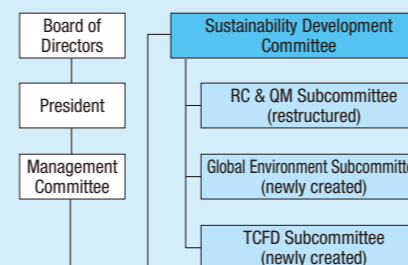 Board of
Directors
President
Management
Committee
Sustainability Development
Committee
RC & QM Subcommittee
(restructured)
Global Environment
(newly created)
TCFD Subcommittee
(newly created)